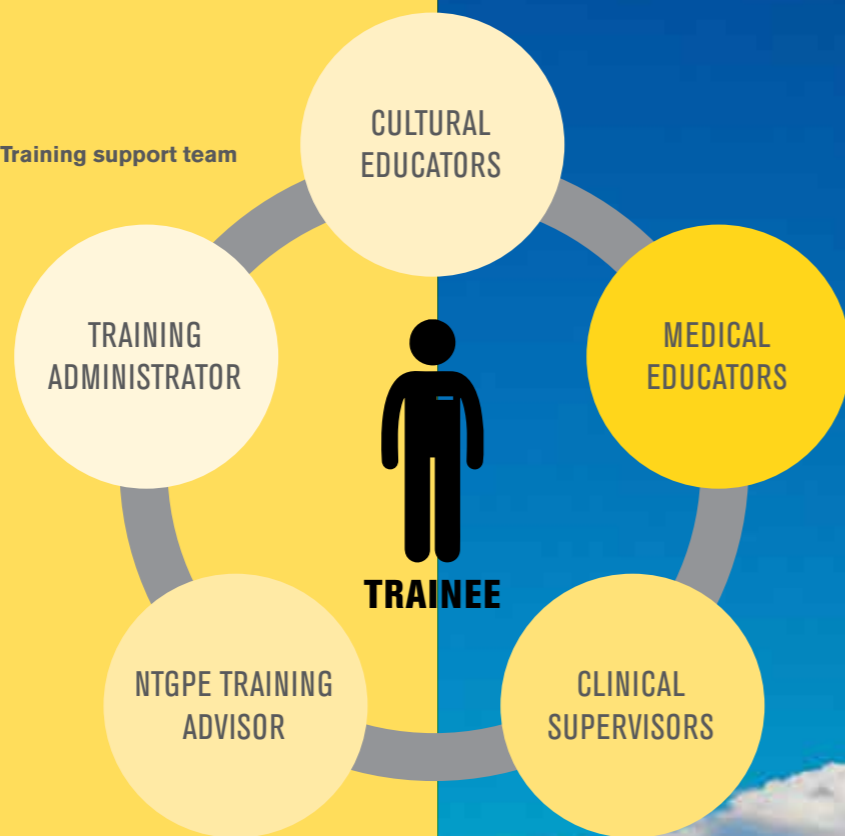 Training support team
CULTURAL
EDUCATORS
TRAINING
ADMINISTRATOR
MEDICAL
EDUCATORS
TRAINEE
NTGPE TRAINING
ADVISOR
CLINICAL
SUPERVISORS